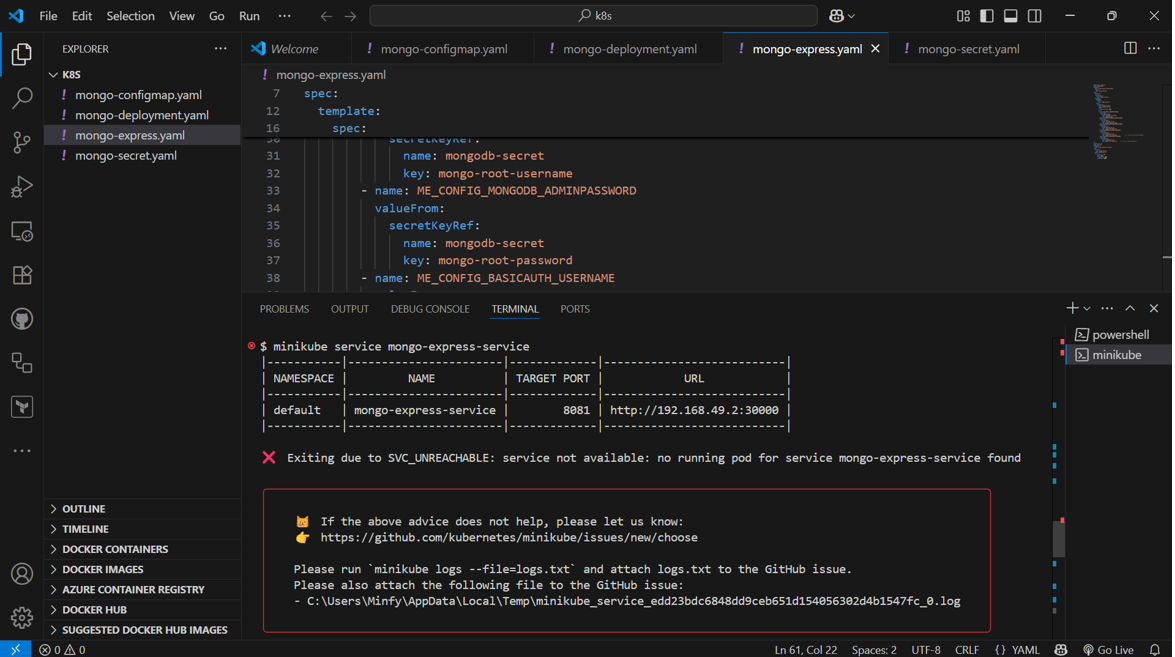 File Edit Selection View Go Run ··· k8s
EXPLORER ···
Welcome
! mongo-configmap.yaml
! mongo-deployment.yaml
! mongo-express.yaml
! mongo-secret.yaml
K8S
! mongo-configmap.yaml
! mongo-deployment.yaml
! mongo-express.yaml
! mongo-secret.yaml
! mongo-express.yaml
7 spec:
12 template:
16 spec:
30 secretKeyRef:
31 name: mongodb-secret
32 key: mongo-root-username
33 - name: ME_CONFIG_MONGODB_ADMINPASSWORD
34 valueFrom:
35 secretKeyRef:
36 name: mongodb-secret
37 key: mongo-root-password
38 - name: ME_CONFIG_BASICAUTH_USERNAME
PROBLEMS OUTPUT DEBUG CONSOLE TERMINAL PORTS
powershell
minikube
$ minikube service mongo-express-service
|-----------|-----------------------|-------------|---------------------------|
| NAMESPACE | NAME | TARGET PORT | URL |
|-----------|-----------------------|-------------|---------------------------|
| default | mongo-express-service | 8081 | http://192.168.49.2:30000 |
|-----------|-----------------------|-------------|---------------------------|
❌ Exiting due to SVC_UNREACHABLE: service not available: no running pod for service mongo-express-service found
😿 If the above advice does not help, please let us know:
👉 https://github.com/kubernetes/minikube/issues/new/choose
Please run `minikube logs --file=logs.txt` and attach logs.txt to the GitHub issue.
Please also attach the following file to the GitHub issue:
- C:\Users\Minfy\AppData\Local\Temp\minikube_service_edd23bdc6848dd9ceb651d154056302d4b1547fc_0.log
OUTLINE
TIMELINE
DOCKER CONTAINERS
DOCKER IMAGES
AZURE CONTAINER REGISTRY
DOCKER HUB
SUGGESTED DOCKER HUB IMAGES
0 0 Ln 61, Col 22 Spaces: 2 UTF-8 CRLF {} YAML Go Live